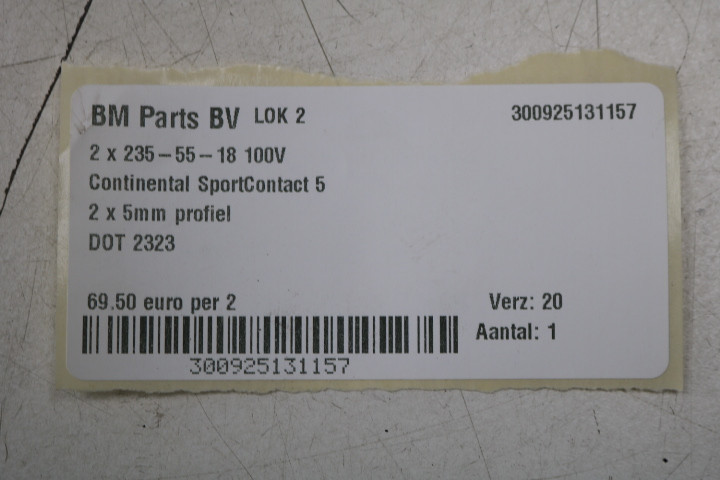 BM Parts BV LOK 2 300925131157
2 x 235-55-18 100V
Continental SportContact 5
2 x 5mm profiel
DOT 2323
69.50 euro per 2 Verz: 20
Aantal: 1
300925131157